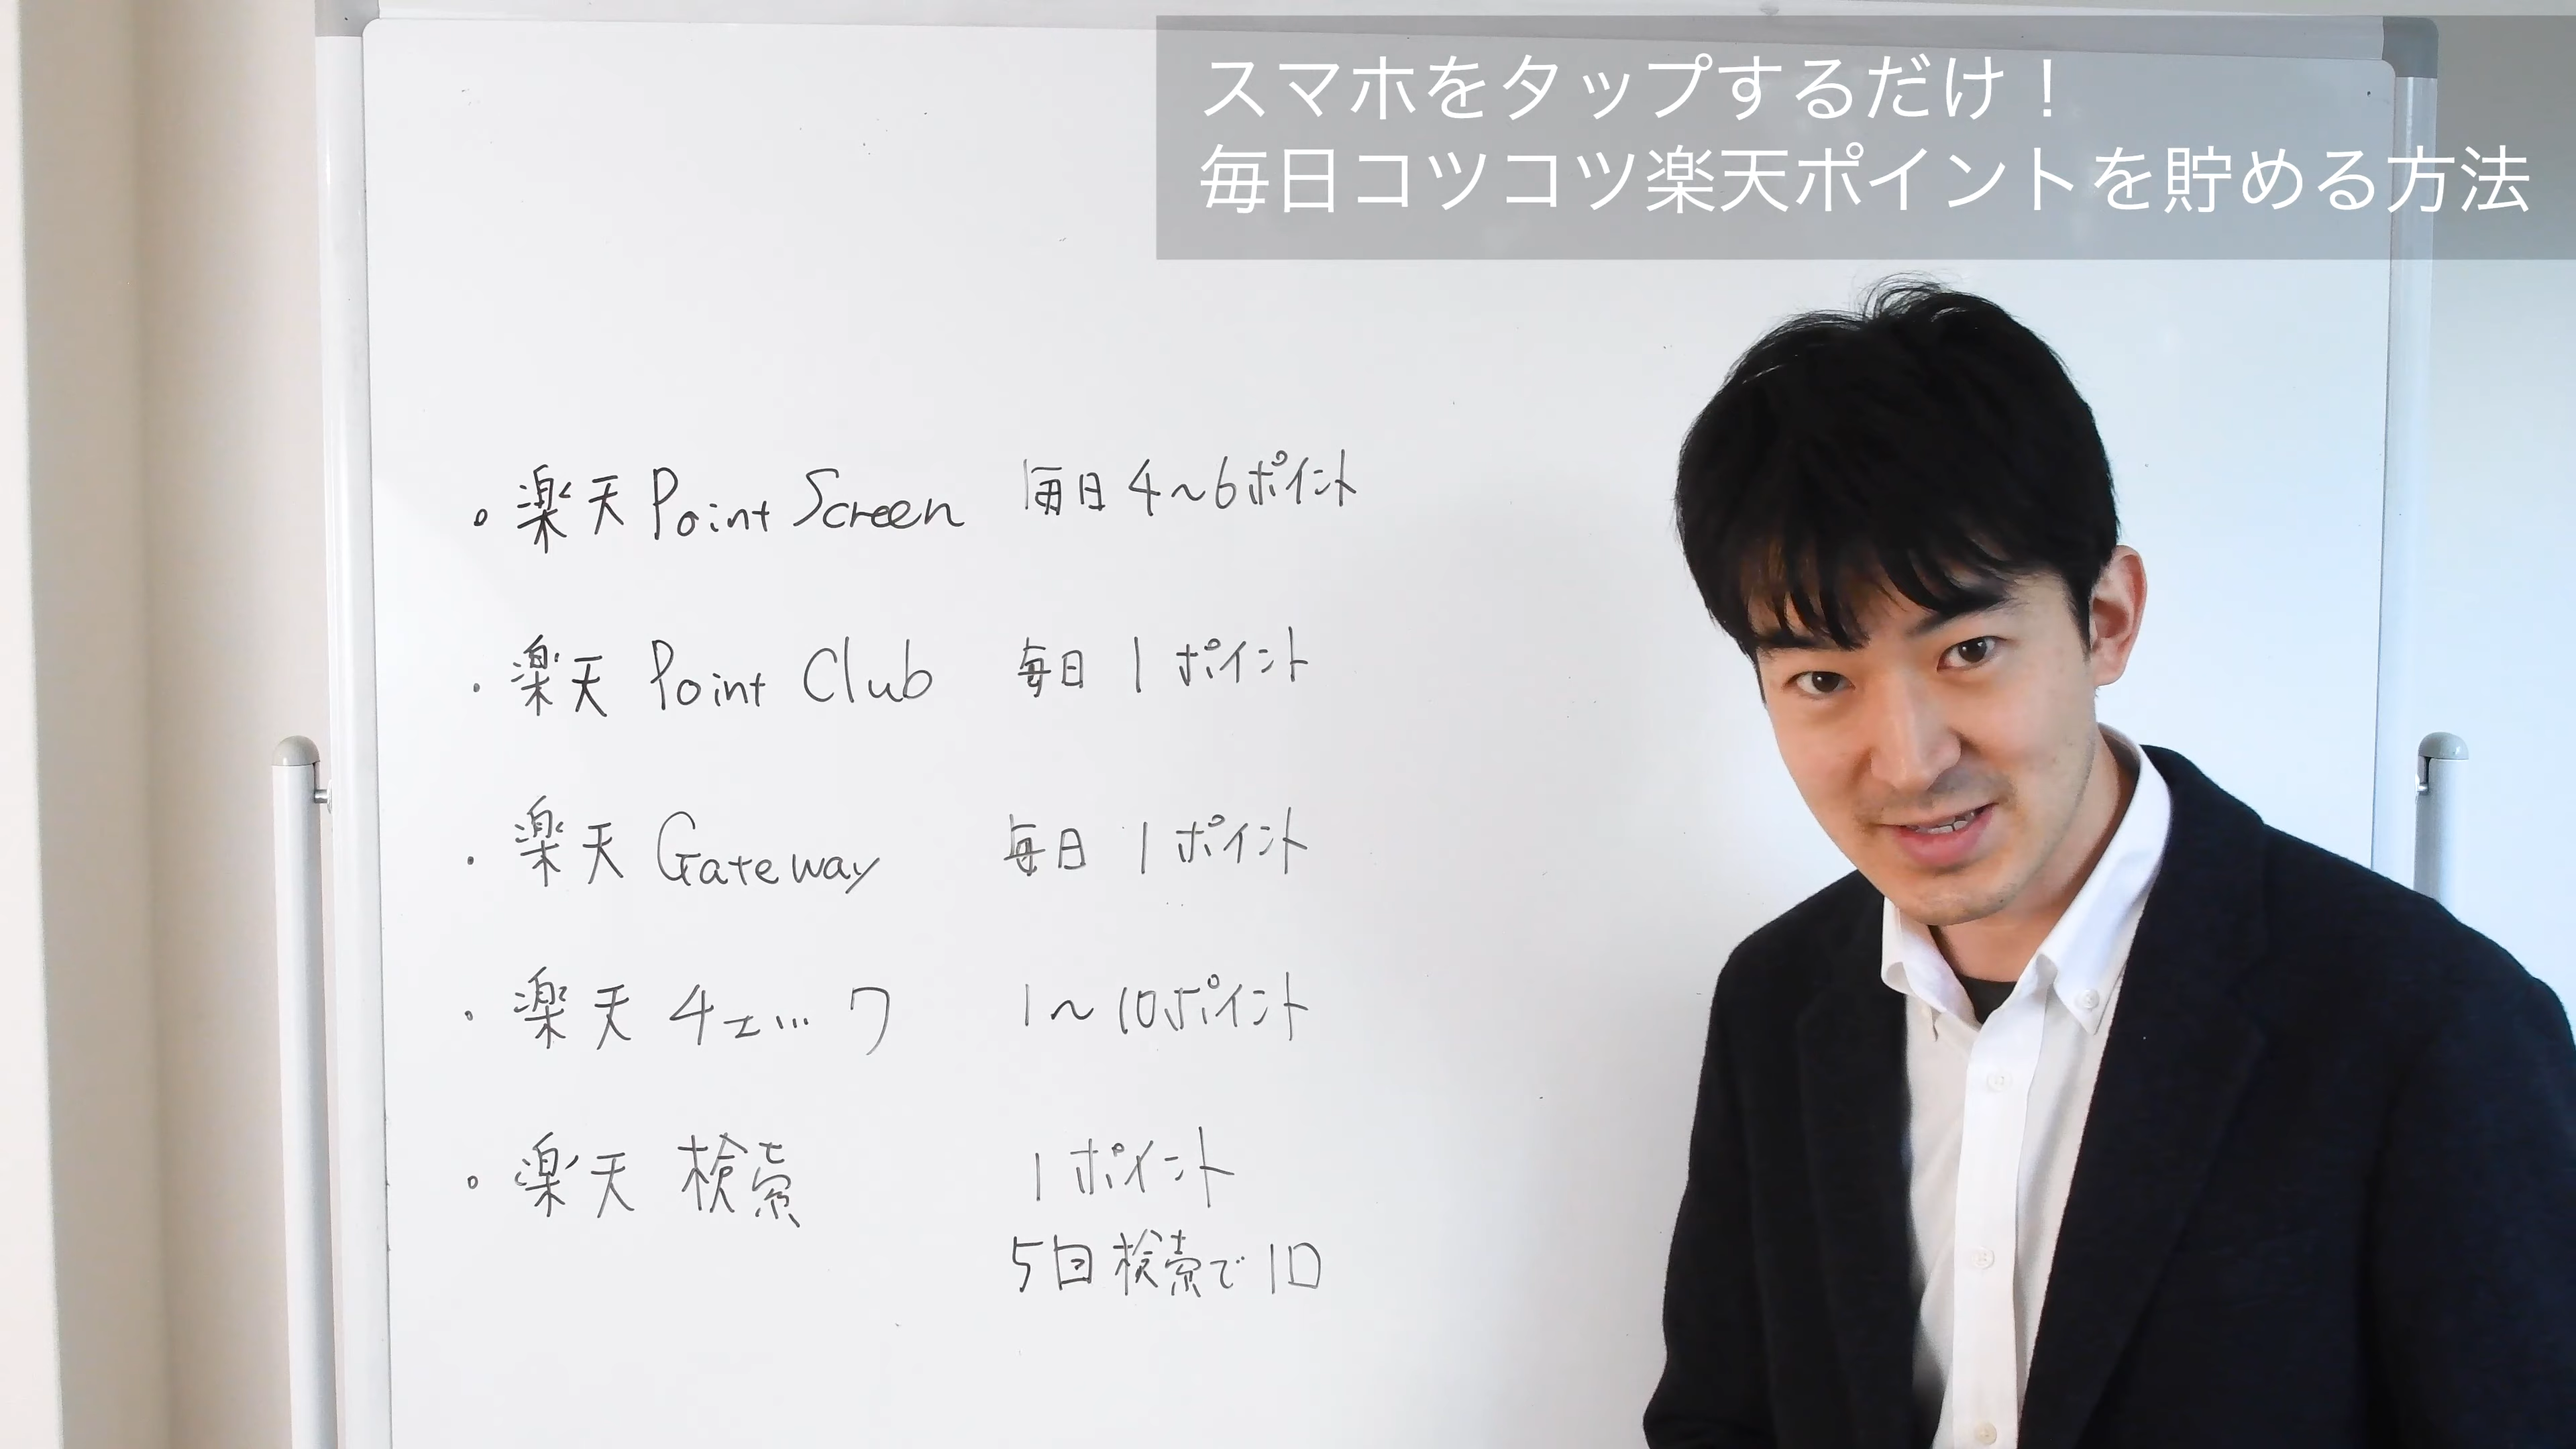 スマホをタップするだけ！
毎日コツコツ楽天ポイントを貯める方法
・楽天 Point Screen 毎日 4～6ポイント
・楽天 Point Club 毎日 1ポイント
・楽天 Gateway 毎日 1ポイント
・楽天 チェック 1～10ポイント
・楽天 検索 1ポイント
5回検索で 1口